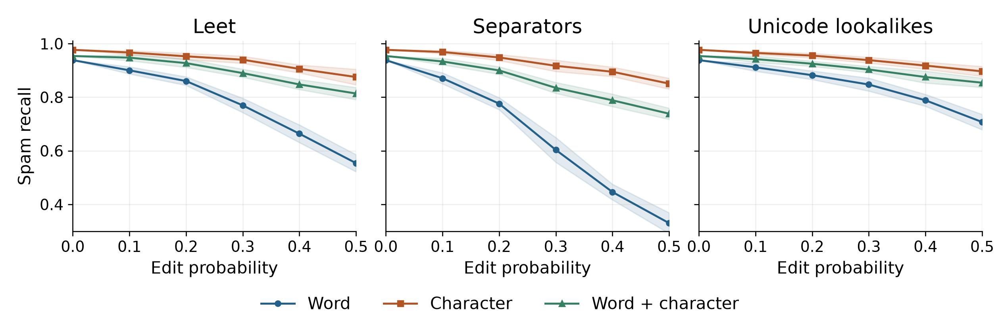 Leet
Separators
Unicode lookalikes
Spam recall
1.0
0.8
0.6
0.4
0.0 0.1 0.2 0.3 0.4 0.5
0.0 0.1 0.2 0.3 0.4 0.5
0.0 0.1 0.2 0.3 0.4 0.5
Edit probability
Edit probability
Edit probability
Word
Character
Word + character